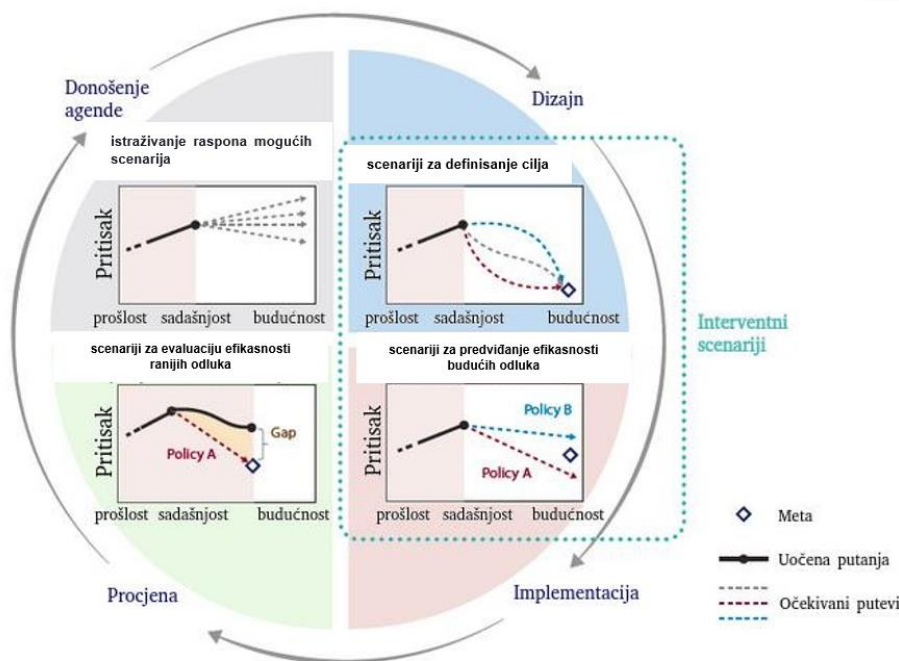 Donošenje
agende
Dizajn
istraživanje raspona mogućih
scenarija
Pritisak
prošlost sadašnjost budućnost
scenariji za definisanje cilja
Pritisak
prošlost sadašnjost budućnost
Interventni
scenariji
scenariji za evaluaciju efikasnosti
ranijih odluka
Pritisak
Policy A
Gap
prošlost sadašnjost budućnost
scenariji za predviđanje efikasnosti
budućih odluka
Pritisak
Policy B
Policy A
prošlost sadašnjost budućnost
Procjena
Implementacija
Meta
Uočena putanja
Očekivani putevi